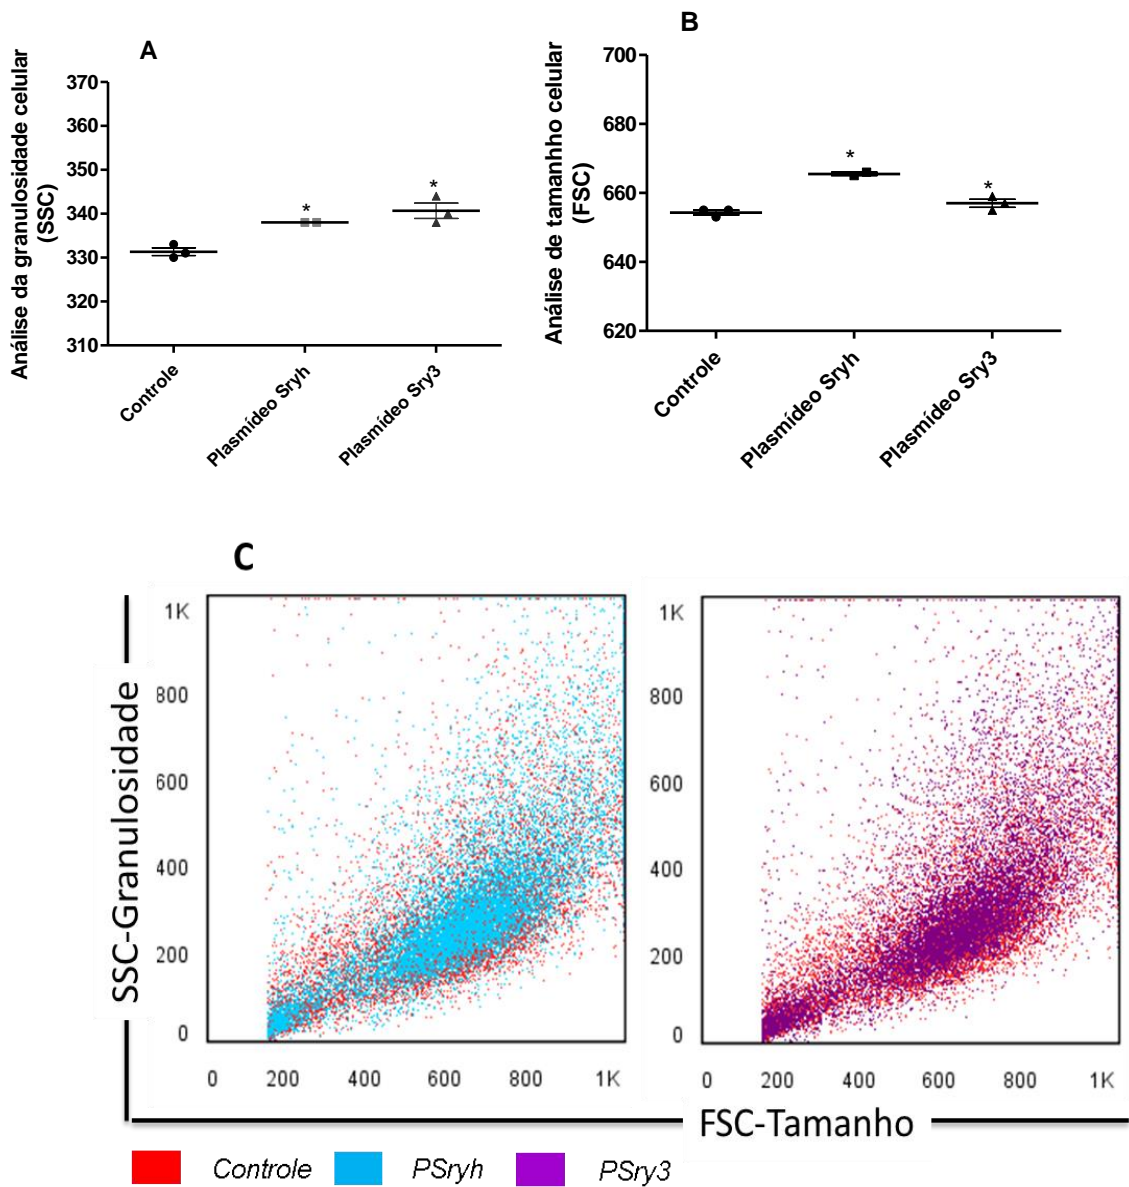 A
Análise da granulosidade celular
(SSC)
370
360
350
340
330
320
310
*
*
Controle
Plasmídeo Sryh
Plasmídeo Sry3
B
Análise de tamanhho celular
(FSC)
700
680
660
640
620
*
*
Controle
Plasmídeo Sryh
Plasmídeo Sry3
C
SSC-Granulosidade
1K
800
600
400
200
0
0 200 400 600 800 1K
1K
800
600
400
200
0
0 200 400 600 800 1K
FSC-Tamanho
Controle PSryh PSry3